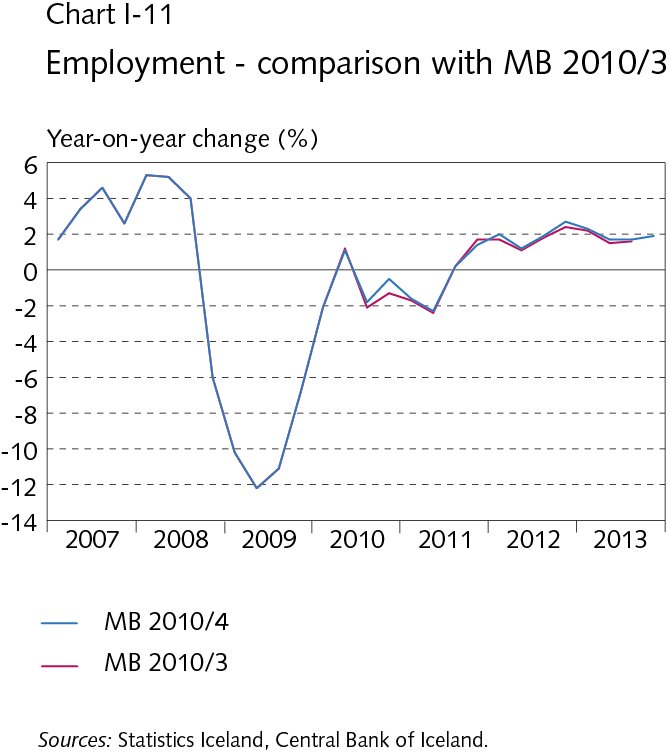 Chart I-11
Employment - comparison with MB 2010/3
Year-on-year change (%)
6
4
2
0
-2
-4
-6
-8
-10
-12
-14
2007 2008 2009 2010 2011 2012 2013
MB 2010/4
MB 2010/3
Sources: Statistics Iceland, Central Bank of Iceland.